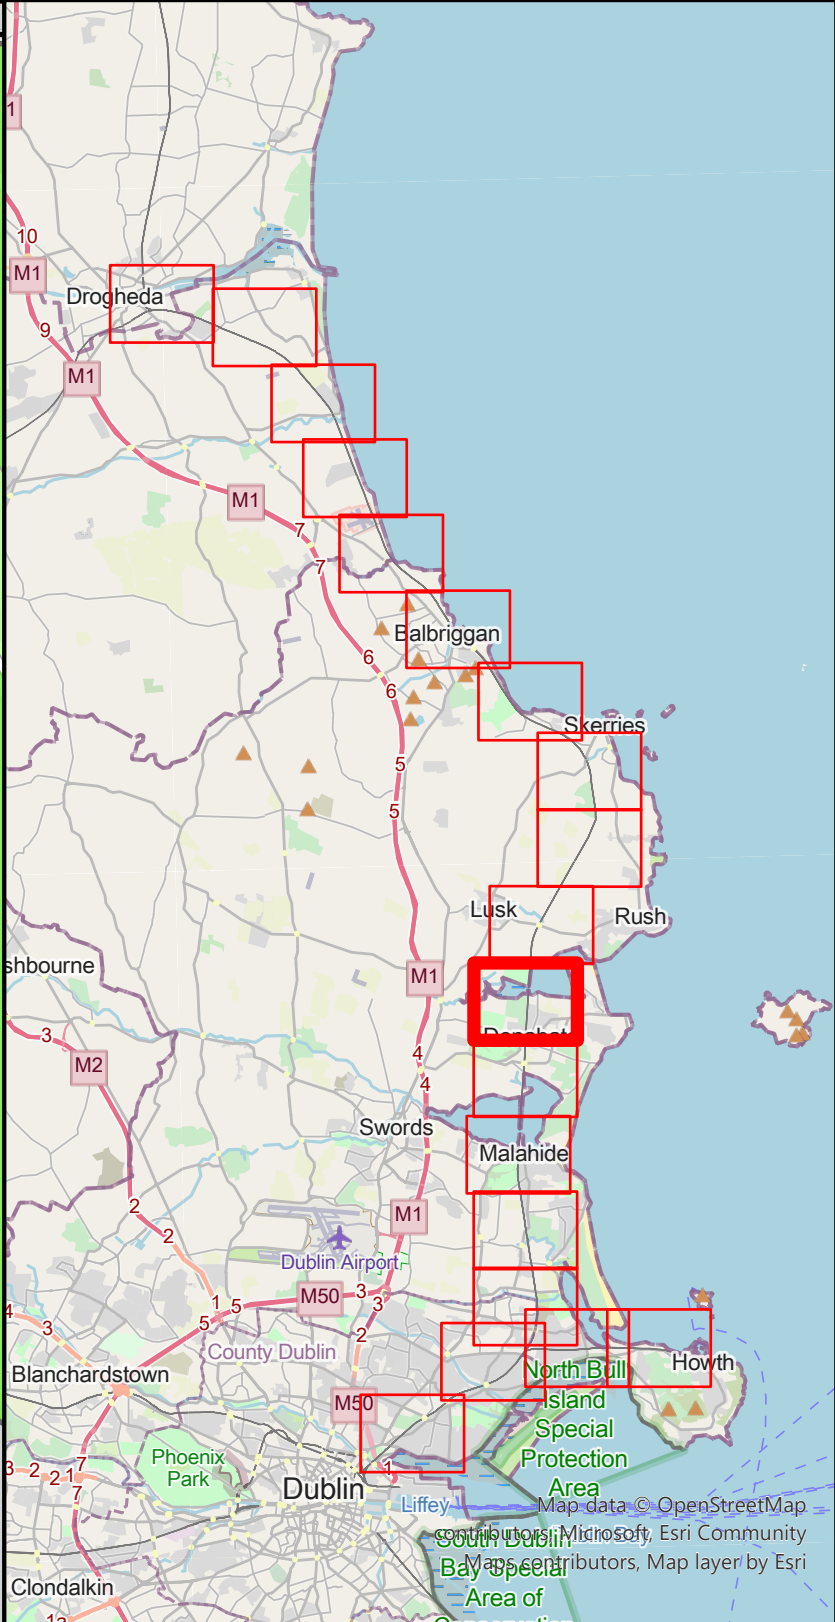 1
10
M1
Drogheda
9
M1
M1
7
7
Balbriggan
6
6
Skerries
5
5
Lusk
Rush
shbourne
M1
3
Donabate
M2
4
4
Swords
Malahide
2
M1
2
Dublin Airport
M50
3
1
5
3
4
5
3
2
County Dublin
Howth
Blanchardstown
North Bull
Island
Special
Protection
Area
M50
Phoenix
Park
3
2
2
1
7
7
1
Dublin
Liffey
Map data © OpenStreetMap
contributors, Microsoft, Esri Community
Maps contributors, Map layer by Esri
South Dublin
Bay Special
Area of
Clondalkin